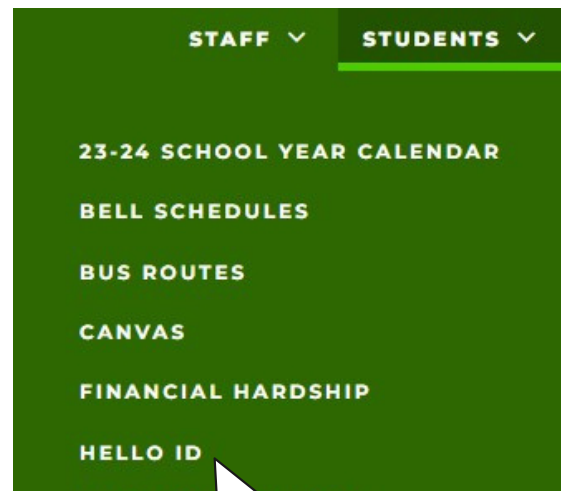 STAFF STUDENTS
23-24 SCHOOL YEAR CALENDAR
BELL SCHEDULES
BUS ROUTES
CANVAS
FINANCIAL HARDSHIP
HELLO ID